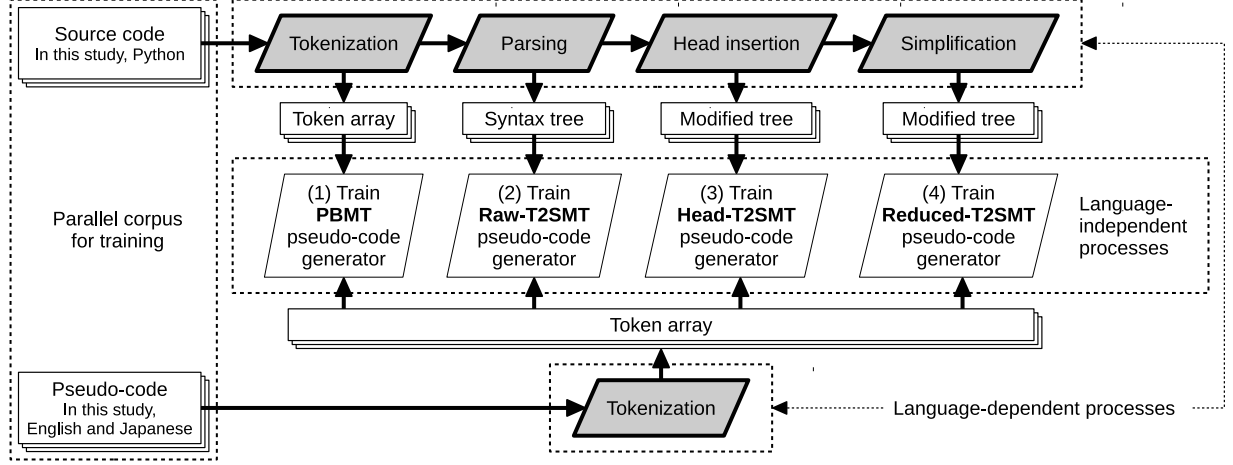 Source code
In this study, Python
Tokenization
Parsing
Head insertion
Simplification
Token array
Syntax tree
Modified tree
Modified tree
Parallel corpus
for training
(1) Train
PBMT
pseudo-code
generator
(2) Train
Raw-T2SMT
pseudo-code
generator
(3) Train
Head-T2SMT
pseudo-code
generator
(4) Train
Reduced-T2SMT
pseudo-code
generator
Language-
independent
processes
Token array
Pseudo-code
In this study,
English and Japanese
Tokenization
Language-dependent processes